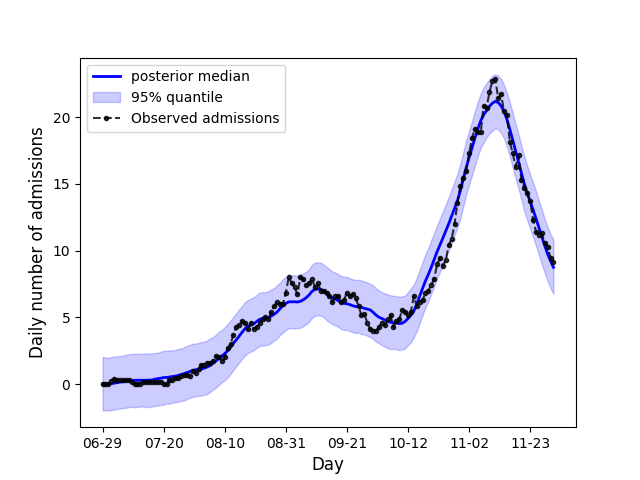 posterior median
95% quantile
Observed admissions
Daily number of admissions
20
15
10
5
0
06-29 07-20 08-10 08-31 09-21 10-12 11-02 11-23
Day